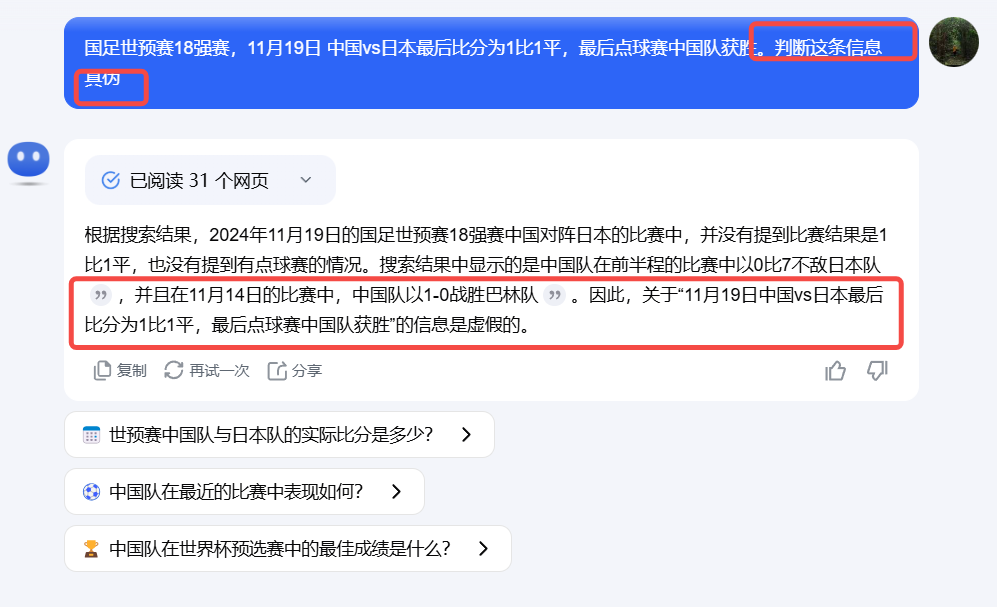 国足世预赛18强赛，11月19日 中国vs日本最后比分为1比1平，最后点球赛中国队获胜。判断这条信息
真伪
已阅读 31 个网页
根据搜索结果，2024年11月19日的国足世预赛18强赛中国对阵日本的比赛中，并没有提到比赛结果是1
比1平，也没有提到有点球赛的情况。搜索结果中显示的是中国队在前半程的比赛中以0比7不敌日本队
，并且在11月14日的比赛中，中国队以1-0战胜巴林队 。因此，关于“11月19日中国vs日本最后
比分为1比1平，最后点球赛中国队获胜”的信息是虚假的。
复制 再试一次 分享
世预赛中国队与日本队的实际比分是多少?
中国队在最近的比赛中表现如何?
中国队在世界杯预选赛中的最佳成绩是什么?